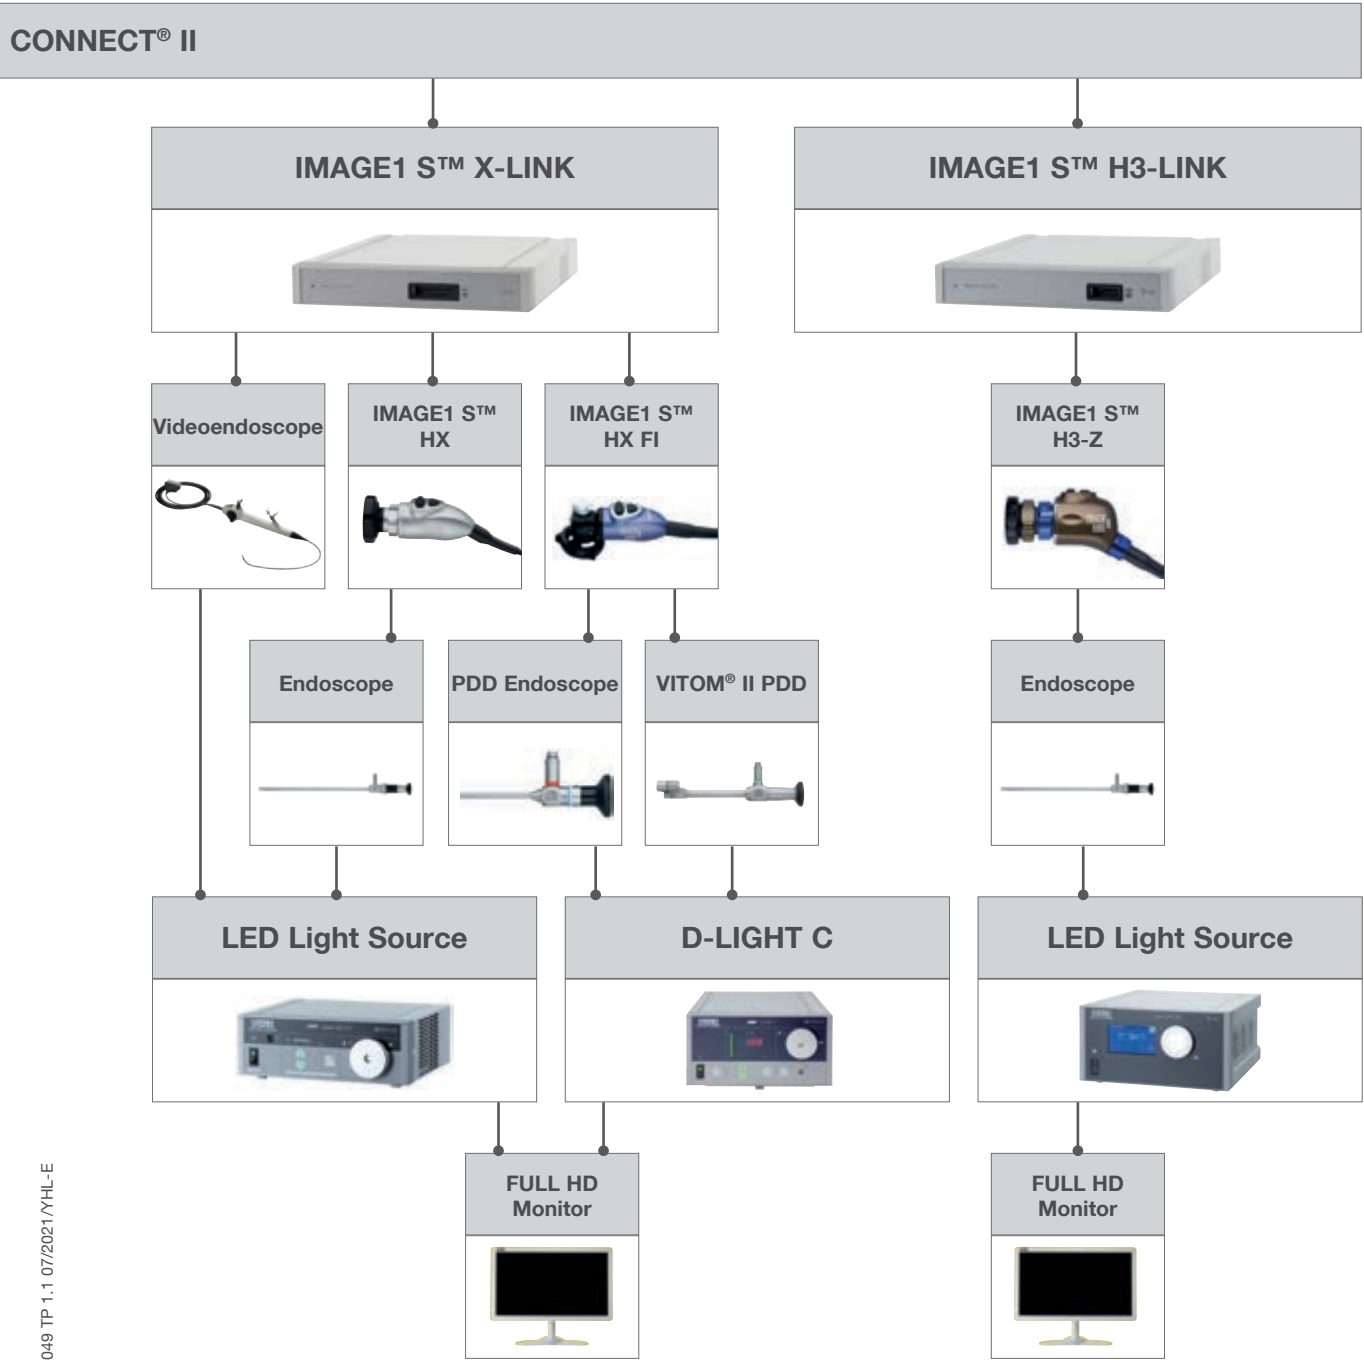 CONNECT® II
IMAGE1 S™ X-LINK
IMAGE1 S™ H3-LINK
Videoendoscope
IMAGE1 S™
HX
IMAGE1 S™
HX FI
IMAGE1 S™
H3-Z
Endoscope
PDD Endoscope
VITOM® II PDD
Endoscope
LED Light Source
D-LIGHT C
LED Light Source
FULL HD
Monitor
FULL HD
Monitor
049 TP 1.1 07/2021/YHL-E